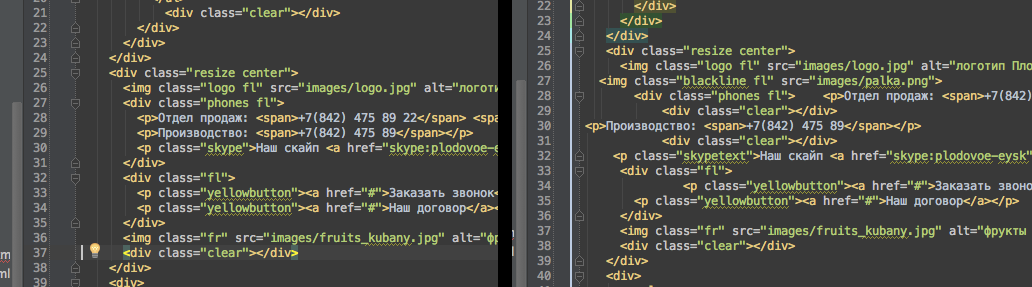 20 </a>
21 <div class="clear"></div>
22 </div>
23 </div>
24 </div>
25 <div class="resize center">
26 <img class="logo fl" src="images/logo.jpg" alt="логоти
27 <div class="phones fl">
28 <p>Отдел продаж: <span>+7(842) 475 89 22</span> <sp
29 <p>Производство: <span>+7(842) 475 89</span></p>
30 <p class="skype">Наш скайп <a href="skype:plodovoe-e
31 </div>
32 <div class="fl">
33 <p class="yellowbutton"><a href="#">Заказать звонок<
34 <p class="yellowbutton"><a href="#">Наш договор</a><
35 </div>
36 <img class="fr" src="images/fruits_kubany.jpg" alt="фр
37 <div class="clear"></div>
38 </div>
39 <div>
tm
ml
22 </div>
23 </div>
24 </div>
25 <div class="resize center">
26 <img class="logo fl" src="images/logo.jpg" alt="логотип Пло
27 <img class="blackline fl" src="images/palka.png">
28 <div class="phones fl"> <p>Отдел продаж: <span>+7(842)
29 <div class="clear"></div>
30 <p>Производство: <span>+7(842) 475 89</span></p>
31 <div class="clear"></div>
32 <p class="skypetext">Наш скайп <a href="skype:plodovoe-eysk"
33 <div class="fl">
34 <p class="yellowbutton"><a href="#">Заказать звоно
35 <p class="yellowbutton"><a href="#">Наш договор</a></p>
36 </div>
37 <img class="fr" src="images/fruits_kubany.jpg" alt="фрукты
38 <div class="clear"></div>
39 </div>
40 <div>